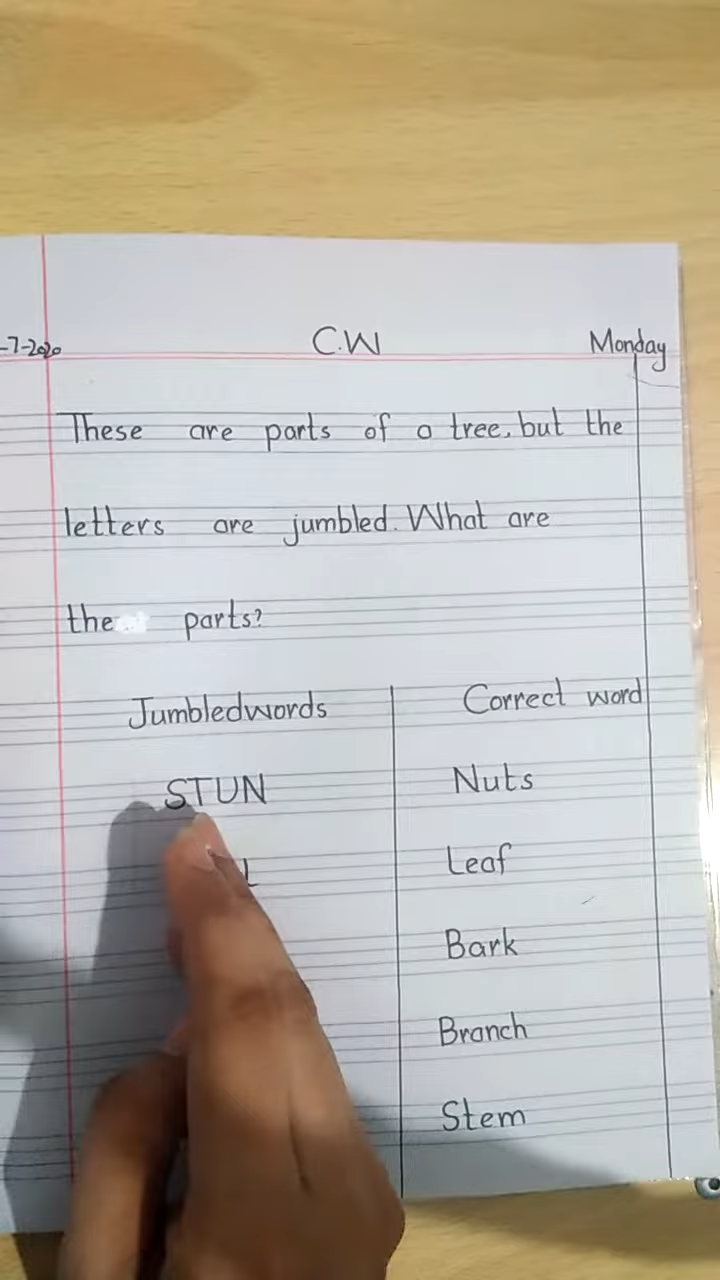 -7-2020 C.W Monday
These are parts of a tree, but the
letters are jumbled. What are
the parts?
Jumbledwords Correct word
STUN Nuts
Leaf
Bark
Branch
Stem